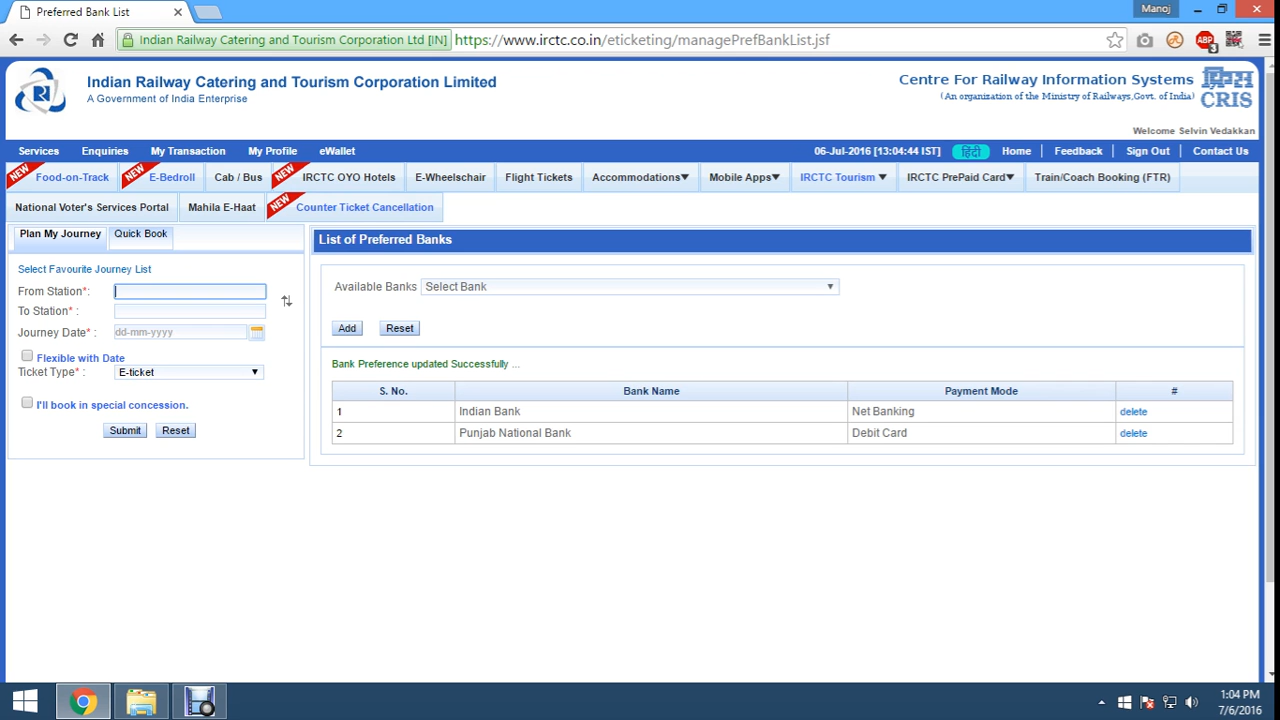 Preferred Bank List
Manoj
Indian Railway Catering and Tourism Corporation Ltd [IN] https://www.irctc.co.in/eticketing/managePrefBankList.jsf
ABP
3
Indian Railway Catering and Tourism Corporation Limited
A Government of India Enterprise
Centre For Railway Information Systems
(An organization of the Ministry of Railways,Govt. of India)
CRIS
Welcome Selvin Vedakkan
Services Enquires My Transaction My Profile eWallet 06-Jul-2016 [13:04:44 IST] हिंदी Home Feedback Sign Out Contact Us
NEW Food-on-Track NEW E-Bedroll Cab / Bus NEW IRCTC OYO Hotels E-Wheelschair Flight Tickets Accommodations▼ Mobile Apps▼ IRCTC Tourism ▼ IRCTC PrePaid Card▼ Train/Coach Booking (FTR)
National Voter's Services Portal Mahila E-Haat NEW Counter Ticket Cancellation
Plan My Journey Quick Book
Select Favourite Journey List
From Station*:
To Station* :
Journey Date* : dd-mm-yyyy
Flexible with Date
Ticket Type* : E-ticket ▼
I'll book in special concession.
Submit Reset
List of Preferred Banks
Available Banks Select Bank ▼
Add Reset
Bank Preference updated Successfully ...
S. No. Bank Name Payment Mode #
1 Indian Bank Net Banking delete
2 Punjab National Bank Debit Card delete
1:04 PM
7/6/2016